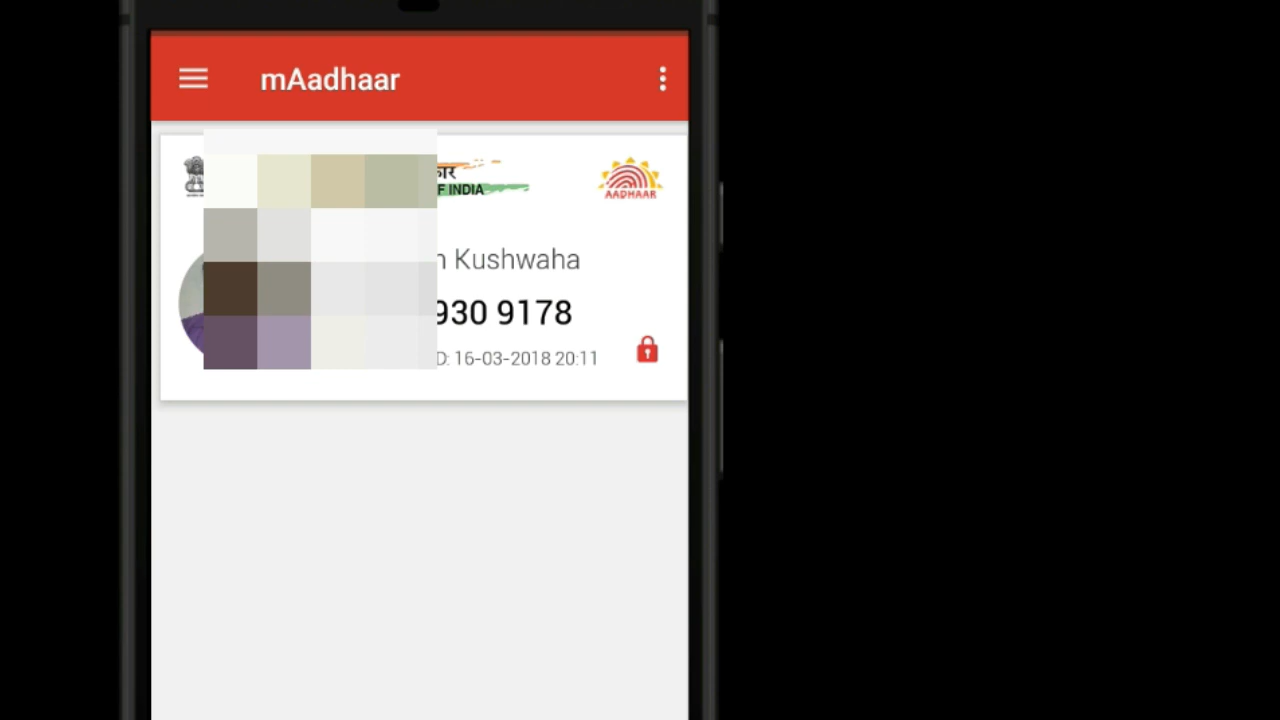 mAadhaar
F INDIA
AADHAAR
Kushwaha
930 9178
D: 16-03-2018 20:11